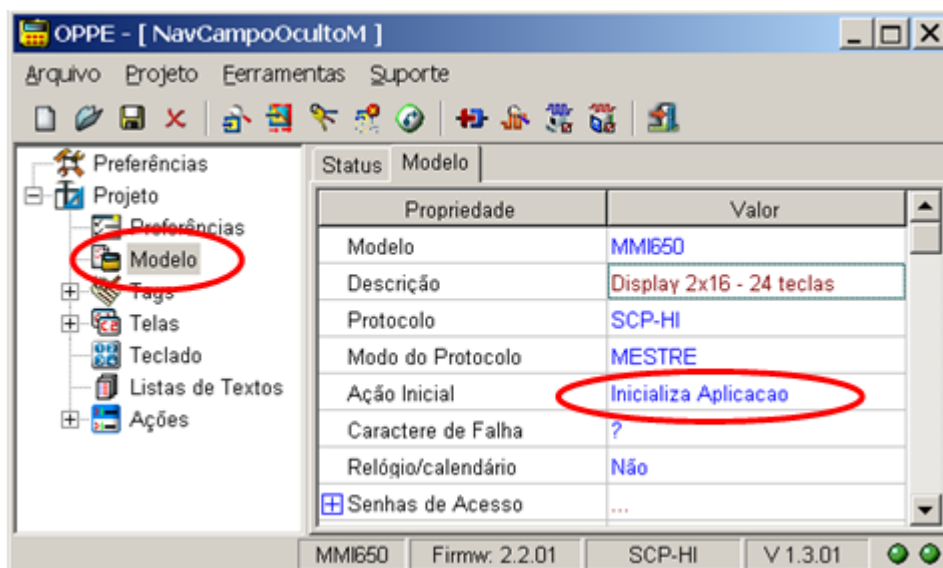 OPPE - [ NavCampoOcultoM ]
Arquivo Projeto Ferramentas Suporte
Preferências
Projeto
Preferências
Modelo
Tags
Telas
Teclado
Listas de Textos
Ações
Status Modelo
Propriedade Valor
Modelo MMI650
Descrição Display 2x16 - 24 teclas
Protocolo SCP-HI
Modo do Protocolo MESTRE
Ação Inicial Inicializa Aplicacao
Caractere de Falha ?
Relógio/calendário Não
Senhas de Acesso ...
MMI650 Firmw: 2.2.01 SCP-HI V 1.3.01